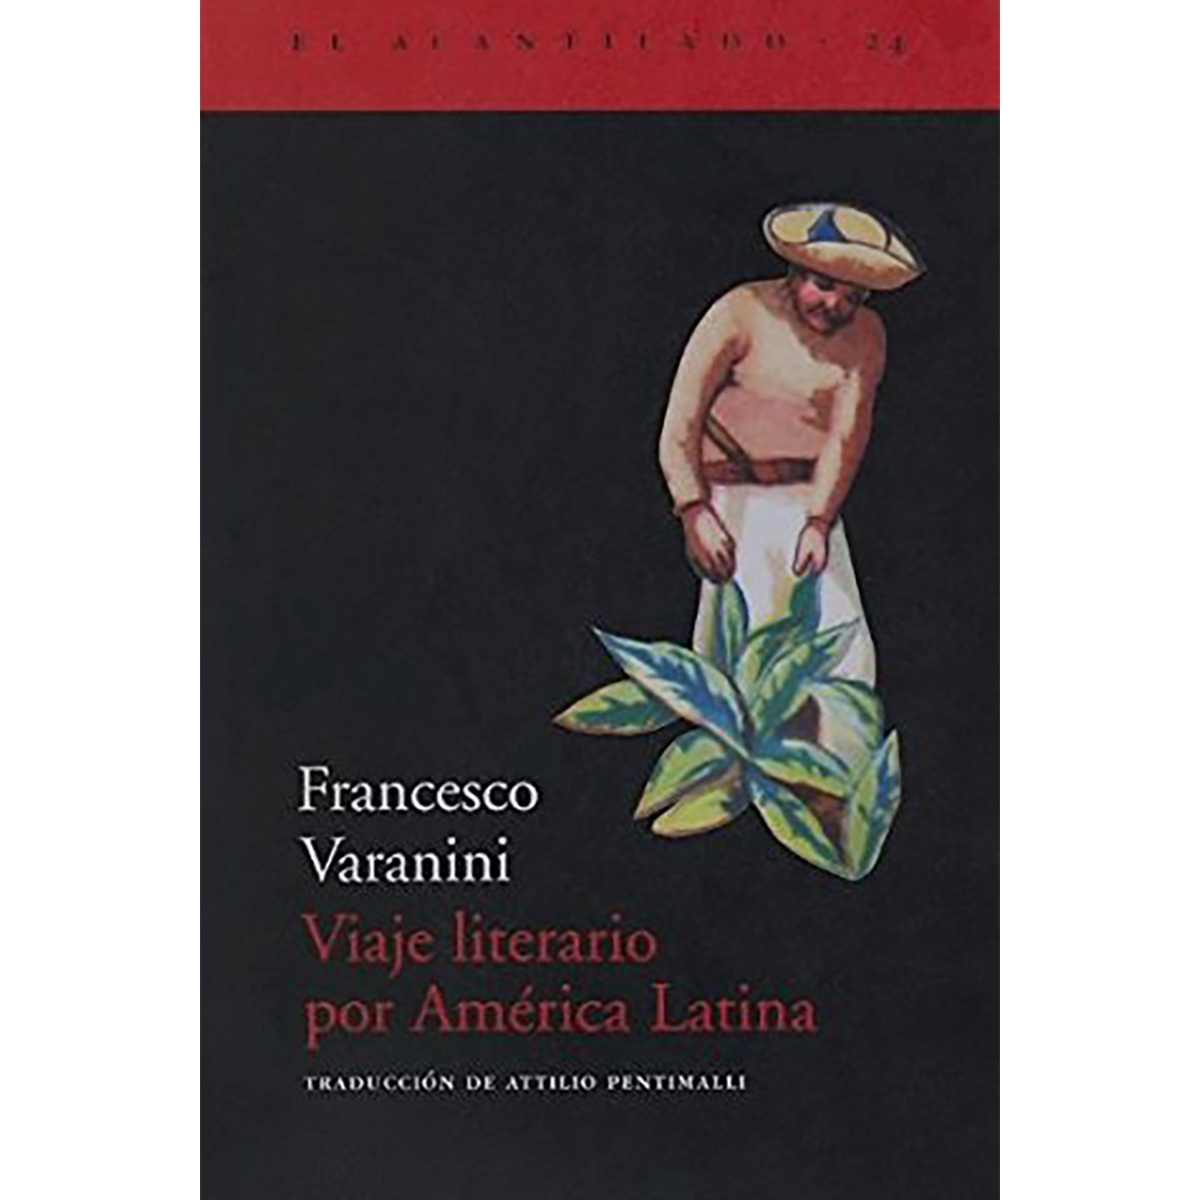 EL ACANTILADO · 24
Francesco
Varanini
Viaje literario
por América Latina
TRADUCCIÓN DE ATTILIO PENTIMALLI